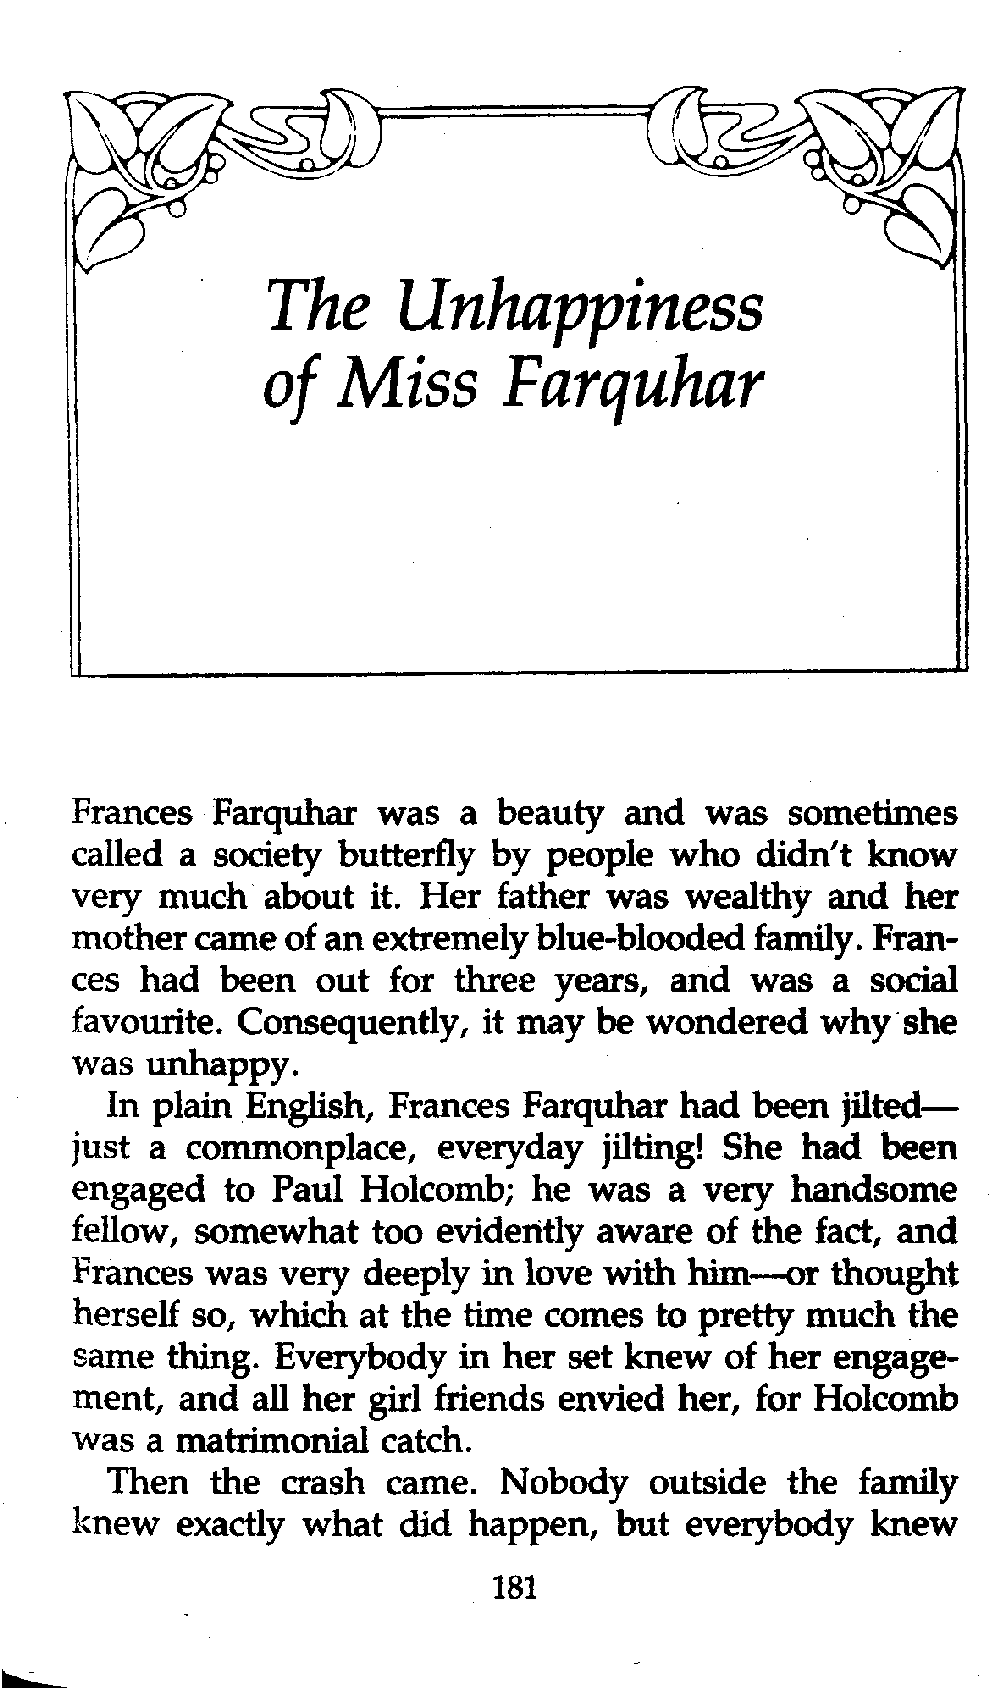 The Unhappiness
of Miss Farquhar
Frances Farquhar was a beauty and was sometimes
called a society butterfly by people who didn't know
very much about it. Her father was wealthy and her
mother came of an extremely blue-blooded family. Fran-
ces had been out for three years, and was a social
favourite. Consequently, it may be wondered why she
was unhappy.
In plain English, Frances Farquhar had been jilted—
just a commonplace, everyday jilting! She had been
engaged to Paul Holcomb; he was a very handsome
fellow, somewhat too evidently aware of the fact, and
Frances was very deeply in love with him—or thought
herself so, which at the time comes to pretty much the
same thing. Everybody in her set knew of her engage-
ment, and all her girl friends envied her, for Holcomb
was a matrimonial catch.
Then the crash came. Nobody outside the family
knew exactly what did happen, but everybody knew
181